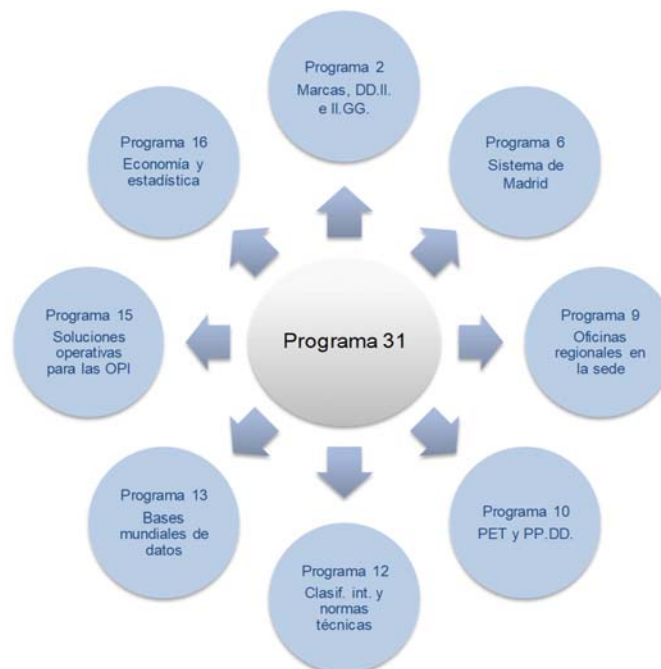 Programa 2
Marcas, DD.II.
e II.GG.
Programa 6
Sistema de
Madrid
Programa 9
Oficinas
regionales en
la sede
Programa 10
PET y PP.DD.
Programa 12
Clasif. int. y
normas
técnicas
Programa 13
Bases
mundiales de
datos
Programa 15
Soluciones
operativas
para las OPI
Programa 16
Economía y
estadística
Programa 31